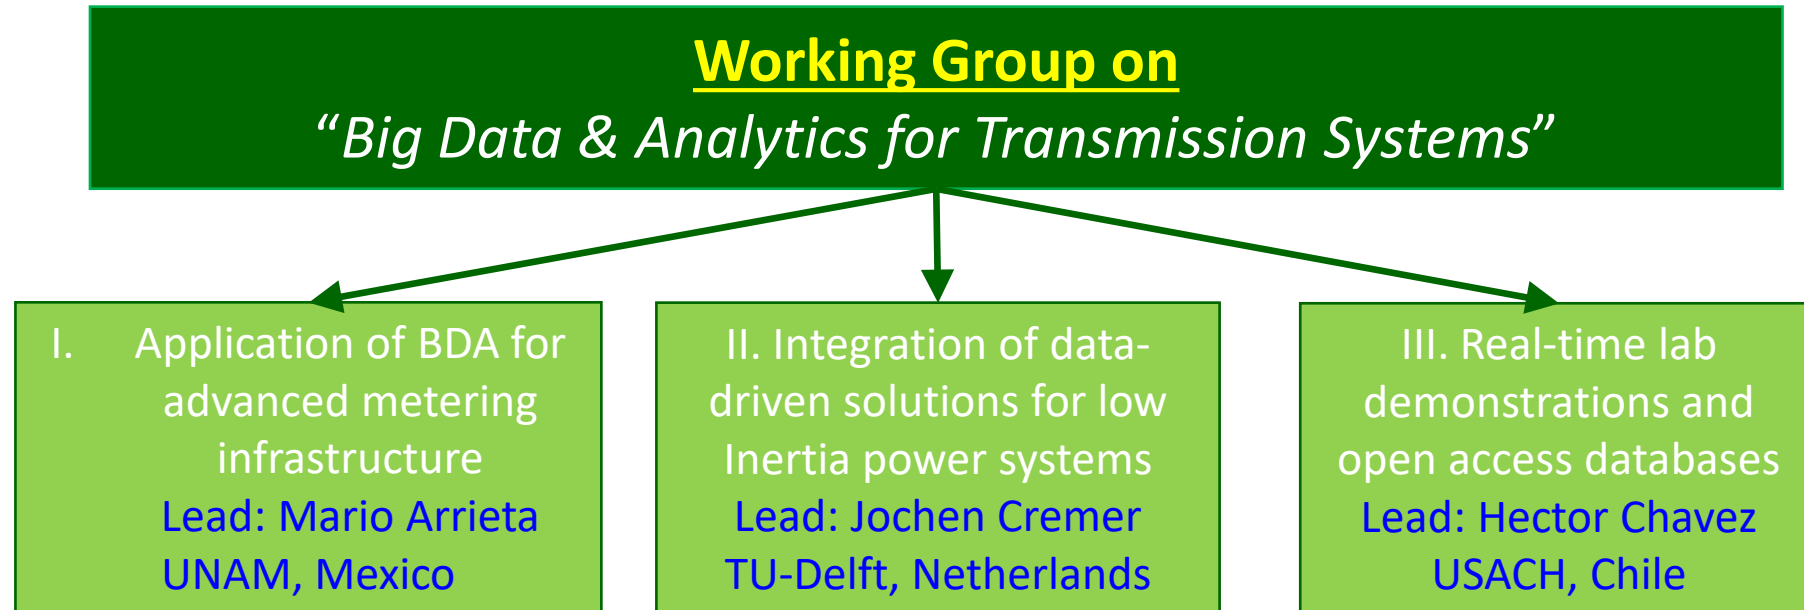 Working Group on
“Big Data & Analytics for Transmission Systems”
I. Application of BDA for
advanced metering
infrastructure
Lead: Mario Arrieta
UNAM, Mexico
II. Integration of data-
driven solutions for low
Inertia power systems
Lead: Jochen Cremer
TU-Delft, Netherlands
III. Real-time lab
demonstrations and
open access databases
Lead: Hector Chavez
USACH, Chile